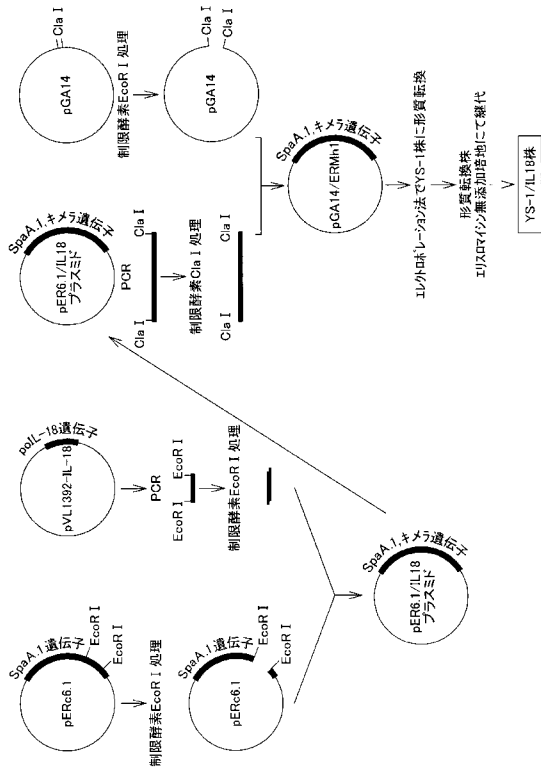 SpaA.1遺伝子
pERc6.1
EcoR I
EcoR I
制限酵素EcoR I 処理
SpaA.1遺伝子
pERc6.1
EcoR I
EcoR I
poIL-18遺伝子
pVL1392-IL-18
PCR
EcoR I
EcoR I
制限酵素EcoR I 処理
SpaA.1,キメラ遺伝子
pER6.1/IL18
プラスミド
SpaA.1,キメラ遺伝子
pER6.1/IL18
プラスミド
PCR
Cla I
Cla I
制限酵素Cla I 処理
Cla I
Cla I
pGA14
Cla I
制限酵素EcoR I 処理
pGA14
Cla I
Cla I
SpaA.1,キメラ遺伝子
pGA14/ERMh1
エレクトロポレーション法でYS-1株に形質転換
形質転換株
エリスロマイシン無添加培地にて継代
YS-1/IL18株